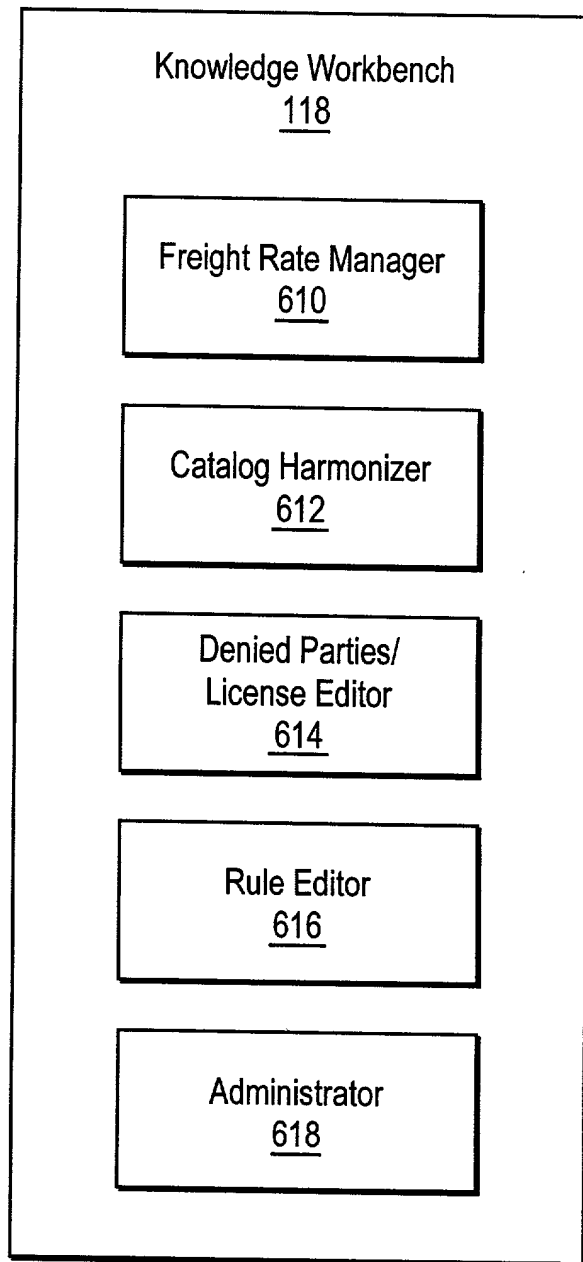 Knowledge Workbench
118
Freight Rate Manager
610
Catalog Harmonizer
612
Denied Parties/
License Editor
614
Rule Editor
616
Administrator
618